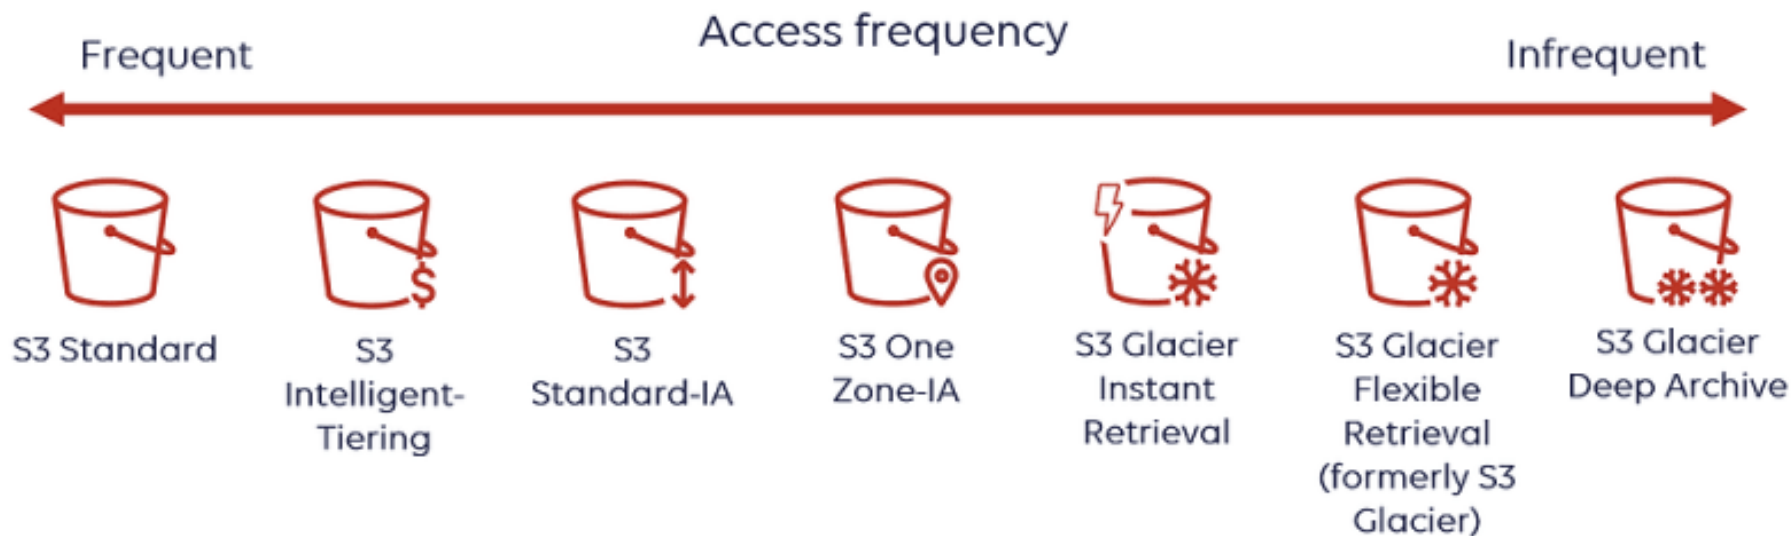 Access frequency
Frequent
Infrequent
$
S3 Standard
S3
Intelligent-
Tiering
S3
Standard-IA
S3 One
Zone-IA
S3 Glacier
Instant
Retrieval
S3 Glacier
Flexible
Retrieval
(formerly S3
Glacier)
S3 Glacier
Deep Archive